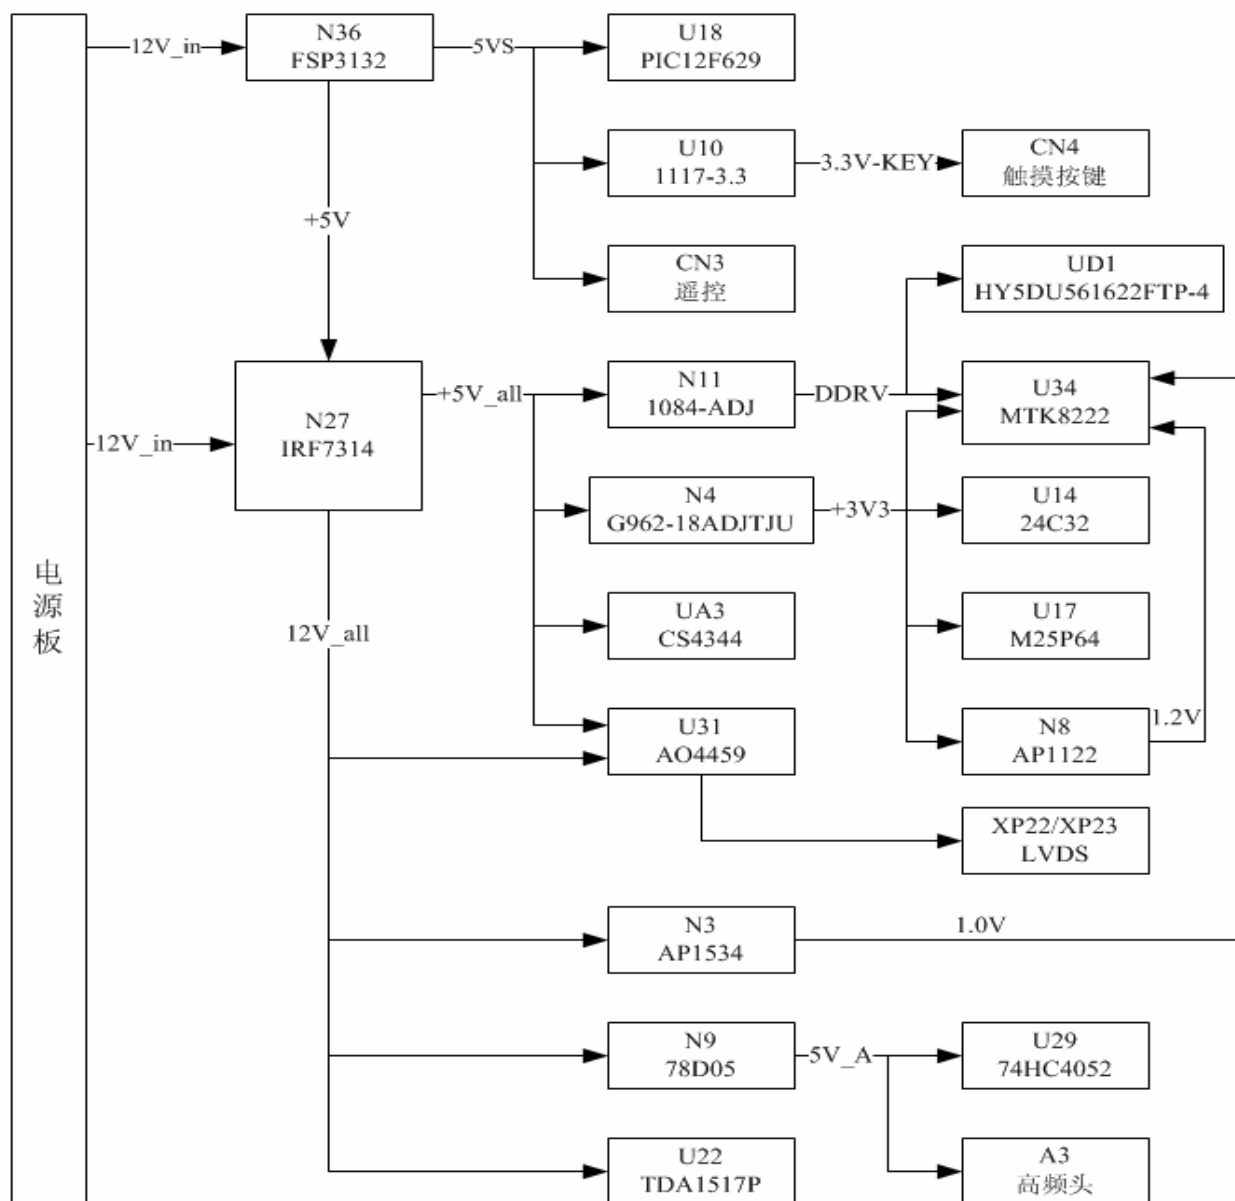 12V_in
N36
FSP3132
5VS
U18
PIC12F629
U10
1117-3.3
3.3V-KEY
CN4
触摸按键
+5V
CN3
遥控
UD1
HY5DU561622FTP-4
12V_in
N27
IRF7314
+5V_all
N11
1084-ADJ
DDRV
U34
MTK8222
N4
G962-18ADJTJU
+3V3
U14
24C32
电源板
12V_all
UA3
CS4344
U17
M25P64
U31
AO4459
N8
AP1122
1.2V
XP22/XP23
LVDS
N3
AP1534
1.0V
N9
78D05
5V_A
U29
74HC4052
U22
TDA1517P
A3
高频头